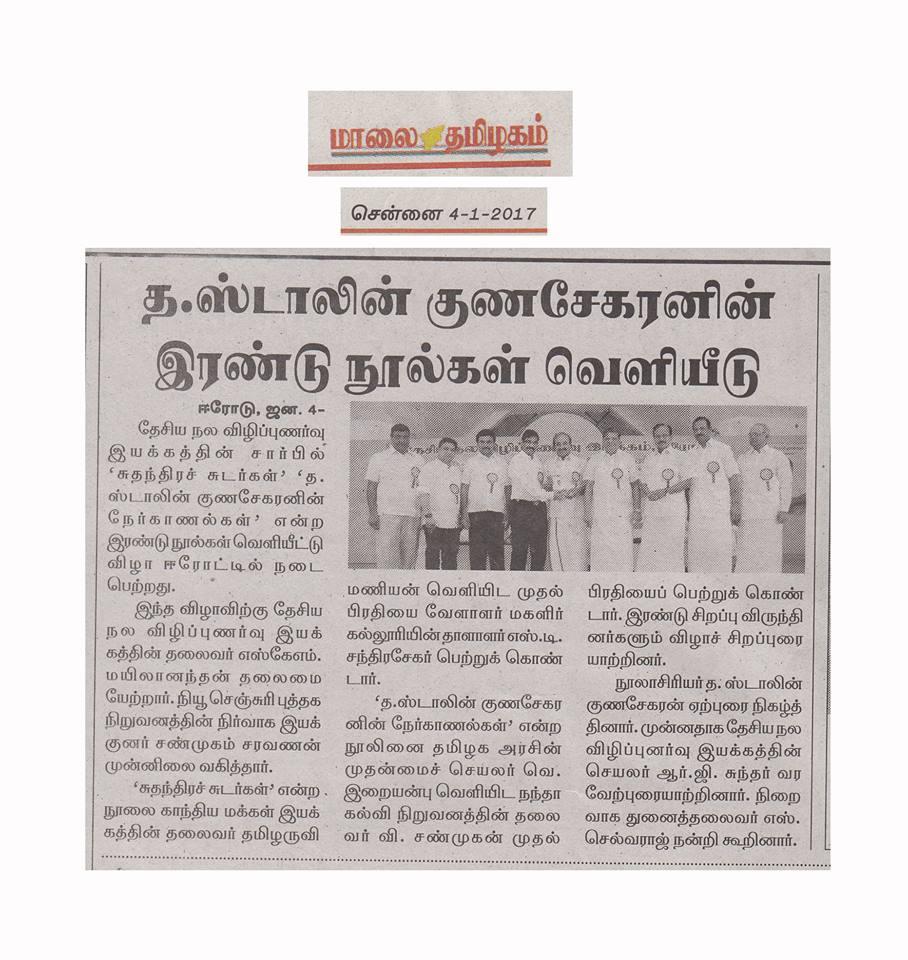 மாலை தமிழகம்
சென்னை 4-1-2017
த.ஸ்டாலின் குணசேகரனின்
இரண்டு நூல்கள் வெளியீடு
ஈரோடு, ஜன. 4-
தேசிய நல விழிப்புணர்வு
இயக்கத்தின் சார்பில்
‘சுதந்திரச் சுடர்கள்’ ‘த.
ஸ்டாலின் குணசேகரனின்
நேர்காணல்கள்’ என்ற
இரண்டு நூல்கள் வெளியீட்டு
விழா ஈரோட்டில் நடை
பெற்றது.
இந்த விழாவிற்கு தேசிய
நல விழிப்புணர்வு இயக்
கத்தின் தலைவர் எஸ்கேஎம்.
மயிலானந்தன் தலைமை
யேற்றார். நியூ செஞ்சுரி புத்தக
நிறுவனத்தின் நிர்வாக இயக்
குனர் சண்முகம் சரவணன்
முன்னிலை வகித்தார்.
‘சுதந்திரச் சுடர்கள்’ என்ற
நூலை காந்திய மக்கள் இயக்
கத்தின் தலைவர் தமிழருவி
மணியன் வெளியிட முதல்
பிரதியை வேளாளர் மகளிர்
கல்லூரியின் தாளாளர் எஸ்.டி.
சந்திரசேகர் பெற்றுக் கொண்
டார்.
‘த.ஸ்டாலின் குணசேகர
னின் நேர்காணல்கள்’ என்ற
நூலினை தமிழக அரசின்
முதன்மைச் செயலர் வெ.
இறையன்பு வெளியிட நந்தா
கல்வி நிறுவனத்தின் தலை
வர் வி. சண்முகன் முதல்
பிரதியைப் பெற்றுக் கொண்
டார். இரண்டு சிறப்பு விருந்தி
னர்களும் விழாச் சிறப்புரை
யாற்றினர்.
நூலாசிரியர் த. ஸ்டாலின்
குணசேகரன் ஏற்புரை நிகழ்த்
தினார். முன்னதாக தேசிய நல
விழிப்புனர்வு இயக்கத்தின்
செயலர் ஆர்.ஜி. சுந்தர் வர
வேற்புரையாற்றினார். நிறை
வாக துனைத்தலைவர் எஸ்.
செல்வராஜ் நன்றி கூறினார்.